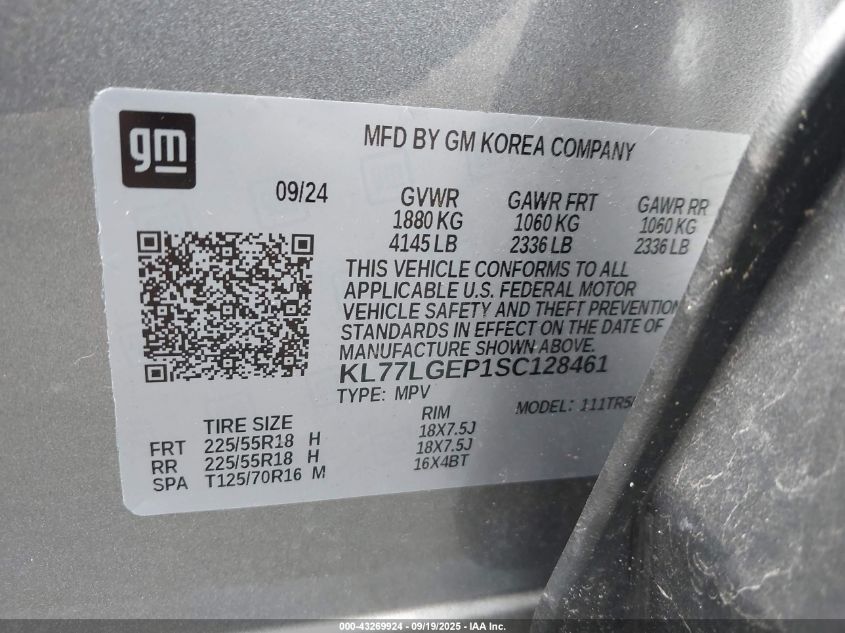 gm
MFD BY GM KOREA COMPANY
09/24
GVWR GAWR FRT GAWR RR
1880 KG 1060 KG 1060 KG
4145 LB 2336 LB 2336 LB
THIS VEHICLE CONFORMS TO ALL
APPLICABLE U.S. FEDERAL MOTOR
VEHICLE SAFETY AND THEFT PREVENTION
STANDARDS IN EFFECT ON THE DATE OF
MANUFACTURE SHOWN ABOVE.
KL77LGEP1SC128461
TYPE: MPV MODEL: 111TR5
TIRE SIZE RIM
FRT 225/55R18 H 18X7.5J
RR 225/55R18 H 18X7.5J
SPA T125/70R16 M 16X4BT
000-43269924 - 09/19/2025 - IAA Inc.